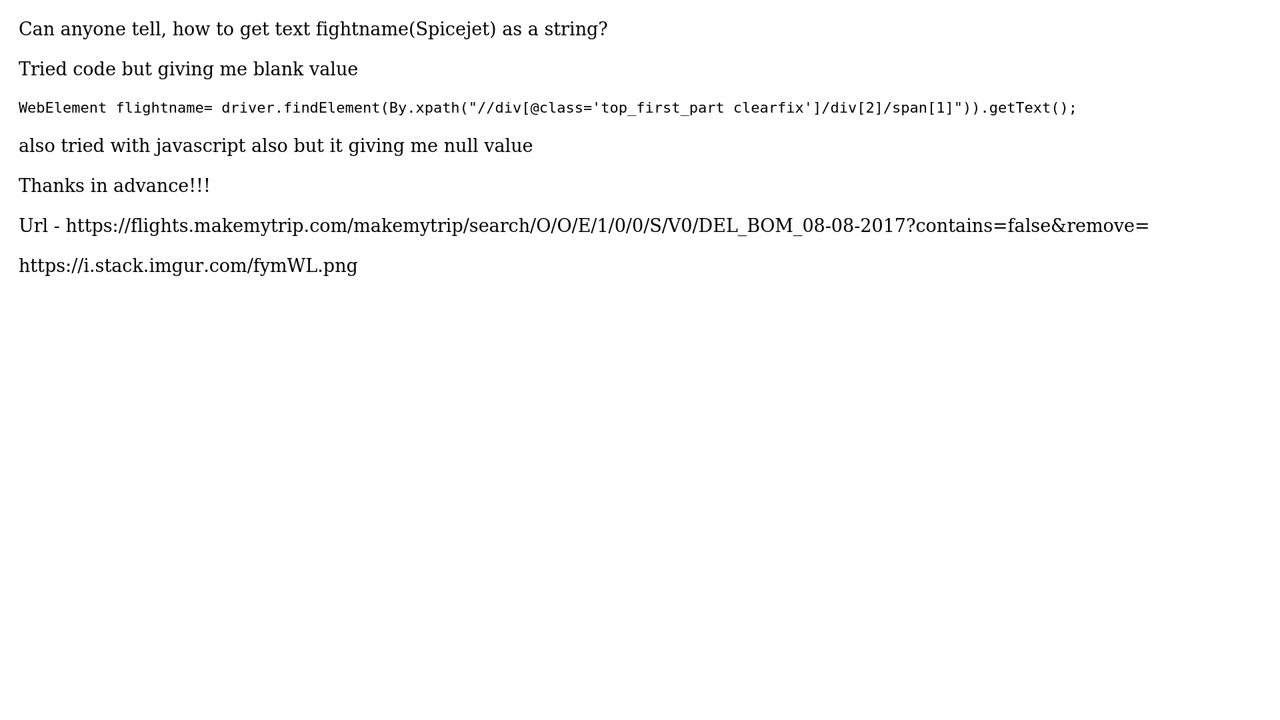 Can anyone tell, how to get text fightname(Spicejet) as a string?
Tried code but giving me blank value
WebElement flightname= driver.findElement(By.xpath("//div[@class='top_first_part clearfix']/div[2]/span[1]")).getText();
also tried with javascript also but it giving me null value
Thanks in advance!!!
Url - https://flights.makemytrip.com/makemytrip/search/O/O/E/1/0/0/S/V0/DEL_BOM_08-08-2017?contains=false&remove=
https://i.stack.imgur.com/fymWL.png